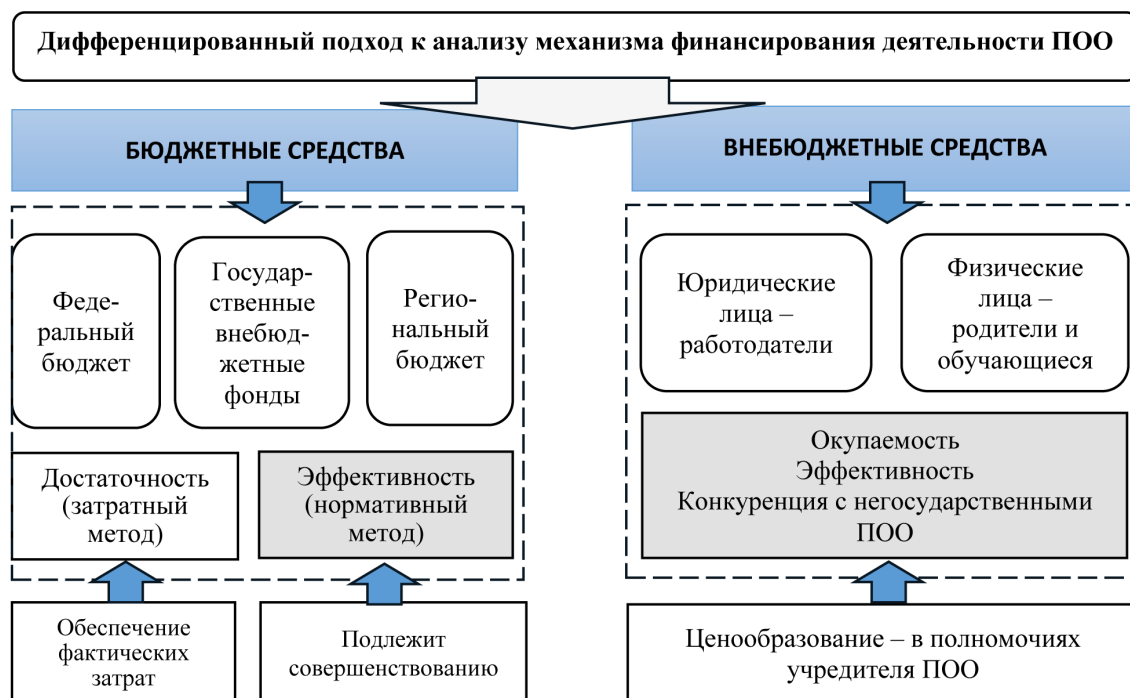 Дифференцированный подход к анализу механизма финансирования деятельности ПОО
БЮДЖЕТНЫЕ СРЕДСТВА
ВНЕБЮДЖЕТНЫЕ СРЕДСТВА
Феде-
ральный
бюджет
Государ-
ственные
внебюд-
жетные
фонды
Регио-
нальный
бюджет
Юридические
лица –
работодатели
Физические
лица –
родители и
обучающиеся
Достаточность
(затратный
метод)
Эффективность
(нормативный
метод)
Окупаемость
Эффективность
Конкуренция с негосударственными
ПОО
Обеспечение
фактических
затрат
Подлежит
совершенствованию
Ценообразование – в полномочиях
учредителя ПОО